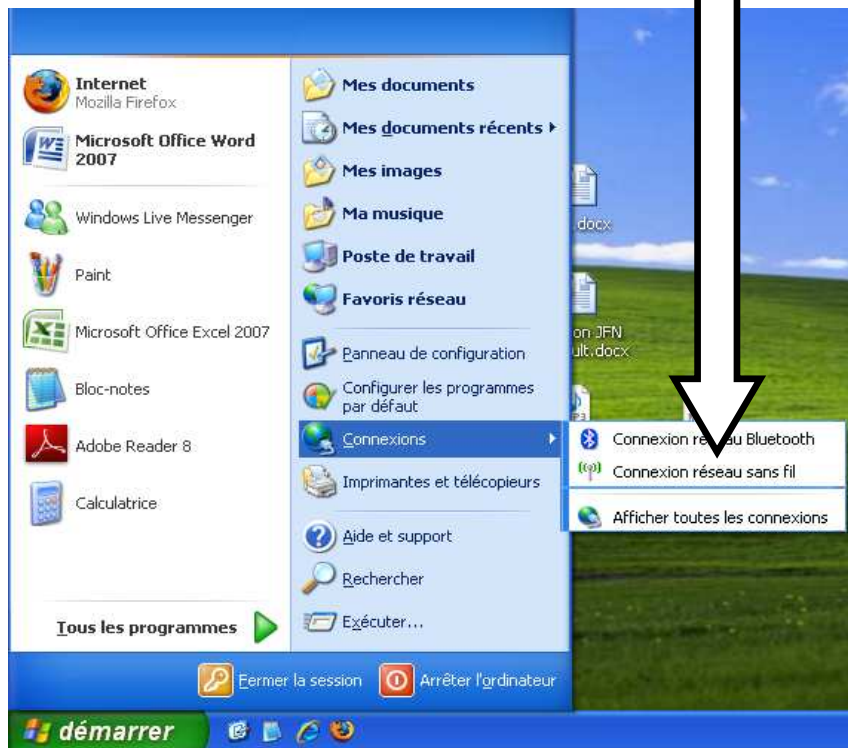 Internet
Mozilla Firefox
Microsoft Office Word
2007
Windows Live Messenger
Paint
Microsoft Office Excel 2007
Bloc-notes
Adobe Reader 8
Calculatrice
Tous les programmes
Mes documents
Mes documents récents
Mes images
Ma musique
Poste de travail
Favoris réseau
Panneau de configuration
Configurer les programmes
par défaut
Connexions
Imprimantes et télécopieurs
Aide et support
Rechercher
Exécuter...
.docx
on JFN
ult.docx
Connexion Bluetooth
Connexion réseau sans fil
Afficher toutes les connexions
Fermer la session
Arrêter l'ordinateur
démarrer